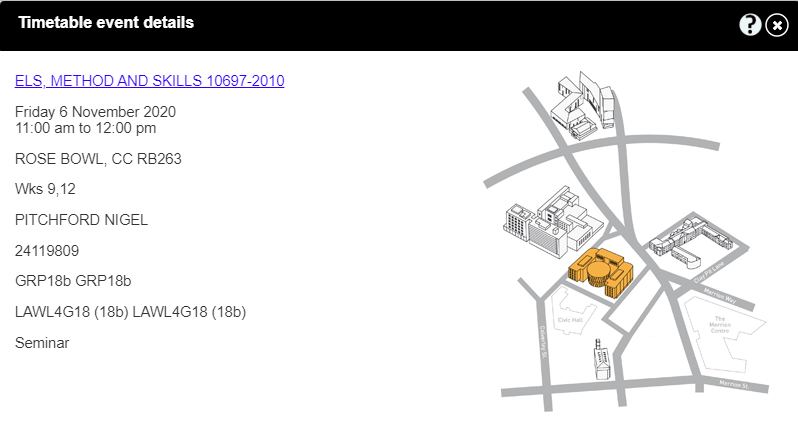 Timetable event details
?
ELS, METHOD AND SKILLS 10697-2010
Friday 6 November 2020
11:00 am to 12:00 pm
ROSE BOWL, CC RB263
Wks 9,12
PITCHFORD NIGEL
24119809
GRP18b GRP18b
LAWL4G18 (18b) LAWL4G18 (18b)
Seminar
Clay Pit Lane
Merrion Way
Civic Hall
The
Merrion
Centre
Calverley St.
Merrion St.